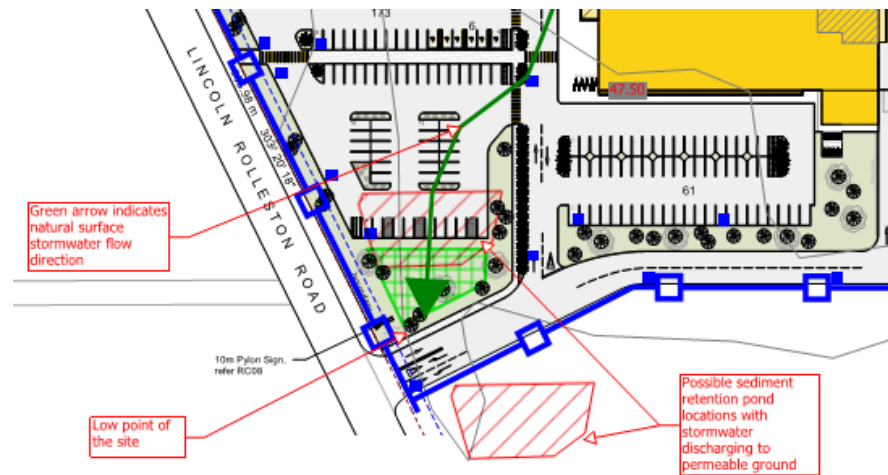 173
6
LINCOLN ROLLESTON ROAD
.98 m 303° 20' 18"
47.50
61
Green arrow indicates
natural surface
stormwater flow
direction
10m Pylon Sign,
refer RC08
Low point of
the site
Possible sediment
retention pond
locations with
stormwater
discharging to
permeable ground